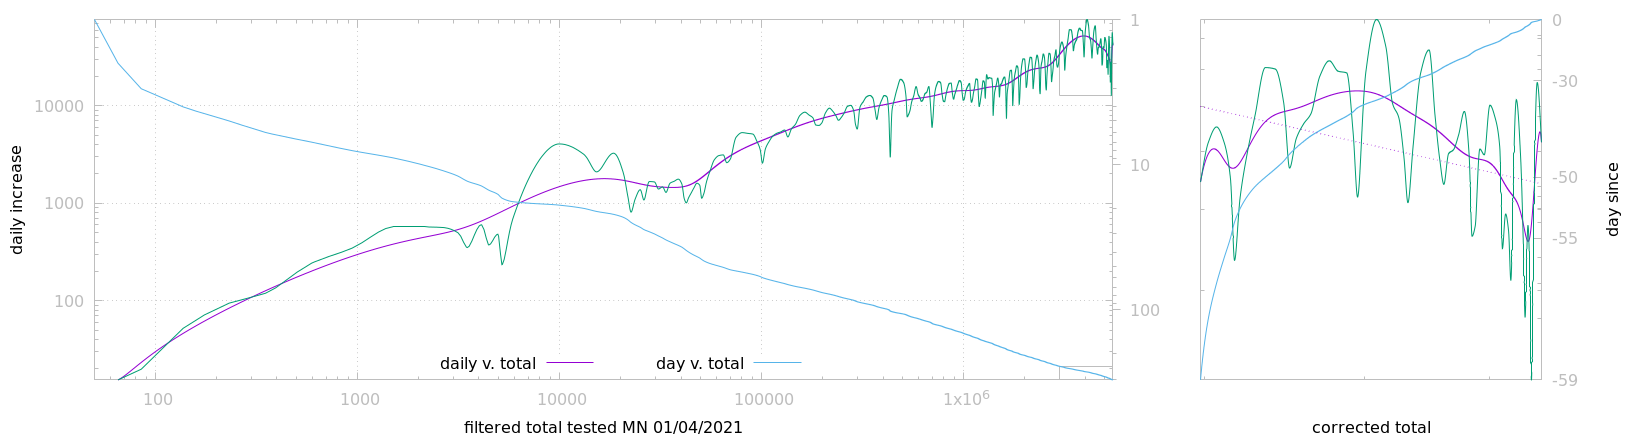 daily increase
10000
1000
100
100
1000
10000
100000
1x10^6
daily v. total
day v. total
filtered total tested MN 01/04/2021
1
10
100
0
-30
-50
-55
-59
day since
corrected total